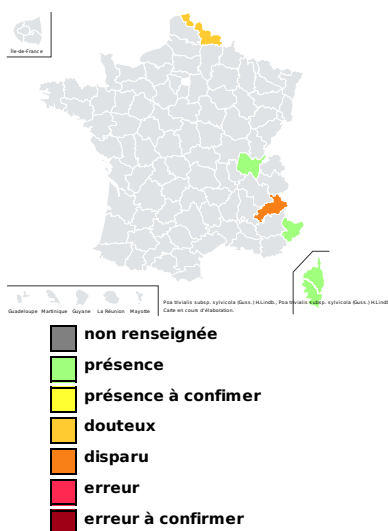 Île-de-France
Guadeloupe Martinique Guyane La Réunion Mayotte
Poa trivialis subsp. sylvicola (Guss.) H.Lindb., Poa trivialis subsp. sylvicola (Guss.) H.Lindb
Carte en cours d'élaboration.
non renseignée
présence
présence à confimer
douteux
disparu
erreur
erreur à confirmer